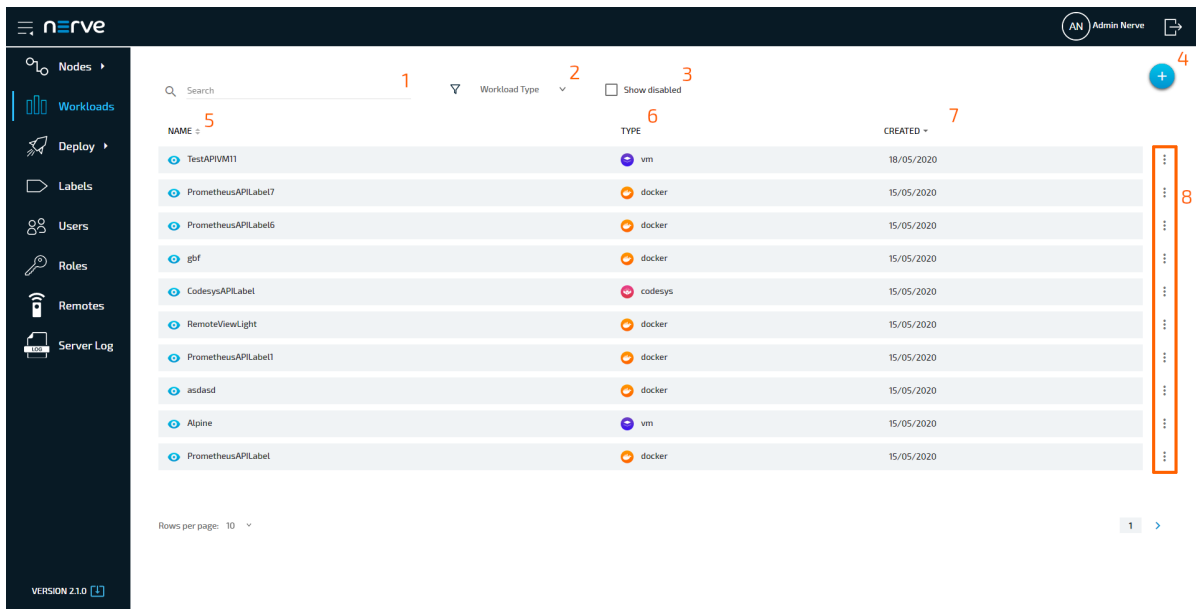 nerve
AN Admin Nerve
Nodes
Workloads
Deploy
Labels
Users
Roles
Remotes
LOG Server Log
VERSION 2.1.0
Search 1
Workload Type 2
Show disabled 3
4
NAME 5
TYPE 6
CREATED 7
TestAPIVM11 vm 18/05/2020
PrometheusAPILabel7 docker 15/05/2020
PrometheusAPILabel6 docker 15/05/2020
gbf docker 15/05/2020
CodesysAPILabel codesys 15/05/2020
RemoteViewLight docker 15/05/2020
PrometheusAPILabel1 docker 15/05/2020
asdasd docker 15/05/2020
Alpine vm 15/05/2020
PrometheusAPILabel docker 15/05/2020
8
Rows per page: 10
1